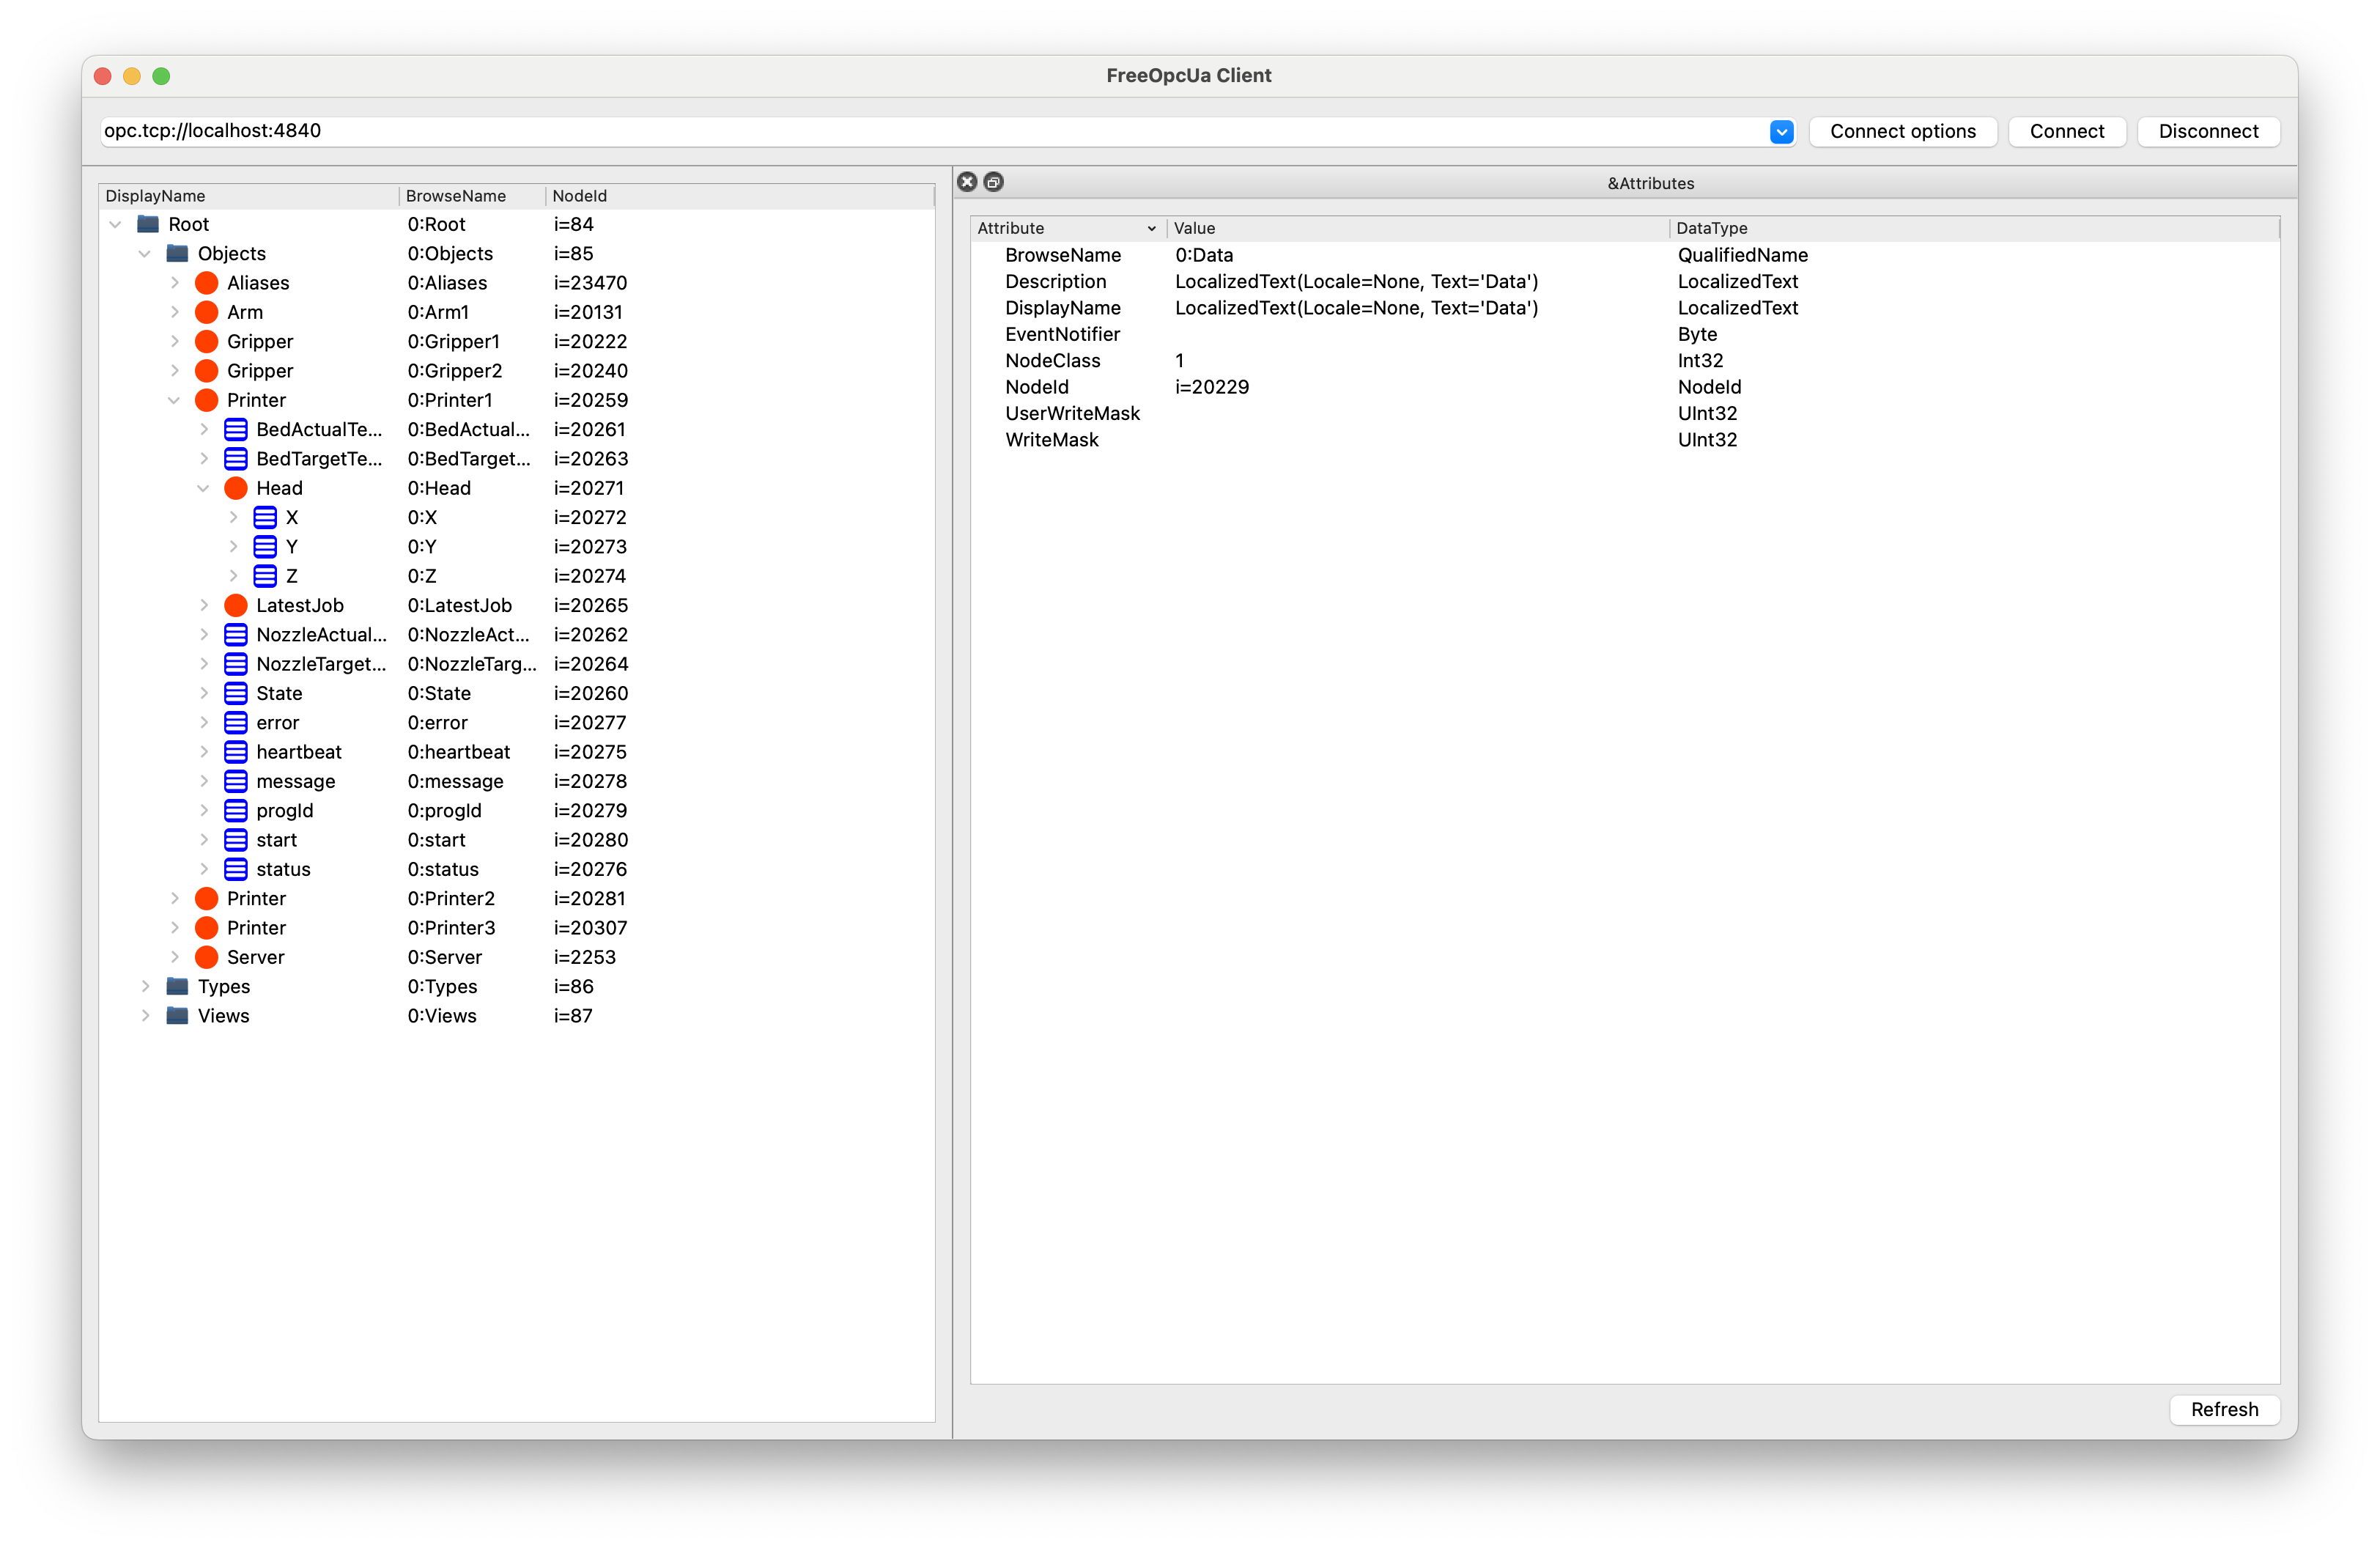 FreeOpcUa Client
opc.tcp://localhost:4840 Connect options Connect Disconnect
DisplayName BrowseName NodeId
Root 0:Root i=84
Objects 0:Objects i=85
Aliases 0:Aliases i=23470
Arm 0:Arm1 i=20131
Gripper 0:Gripper1 i=20222
Gripper 0:Gripper2 i=20240
Printer 0:Printer1 i=20259
BedActualTe... 0:BedActual... i=20261
BedTargetTe... 0:BedTarget... i=20263
Head 0:Head i=20271
X 0:X i=20272
Y 0:Y i=20273
Z 0:Z i=20274
LatestJob 0:LatestJob i=20265
NozzleActual... 0:NozzleAct... i=20262
NozzleTarget... 0:NozzleTarg... i=20264
State 0:State i=20260
error 0:error i=20277
heartbeat 0:heartbeat i=20275
message 0:message i=20278
progId 0:progId i=20279
start 0:start i=20280
status 0:status i=20276
Printer 0:Printer2 i=20281
Printer 0:Printer3 i=20307
Server 0:Server i=2253
Types 0:Types i=86
Views 0:Views i=87
&Attributes
Attribute Value DataType
BrowseName 0:Data QualifiedName
Description LocalizedText(Locale=None, Text='Data') LocalizedText
DisplayName LocalizedText(Locale=None, Text='Data') LocalizedText
EventNotifier Byte
NodeClass 1 Int32
NodeId i=20229 NodeId
UserWriteMask UInt32
WriteMask UInt32
Refresh